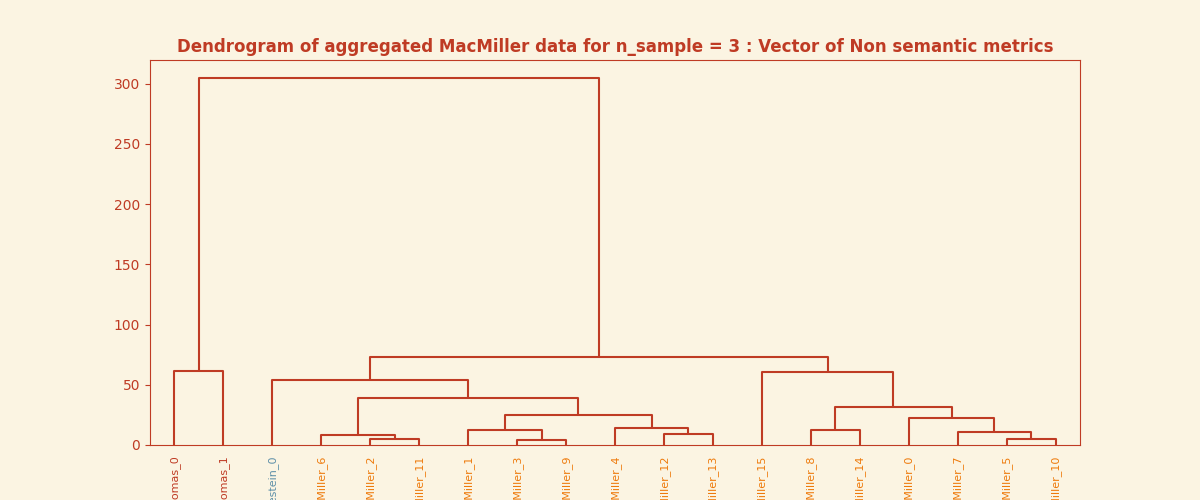 Dendrogram of aggregated MacMiller data for n_sample = 3 : Vector of Non semantic metrics
300
250
200
150
100
50
0
omas_0
omas_1
estein_0
Miller_6
Miller_2
iller_11
Miller_1
Miller_3
Miller_9
Miller_4
iller_12
iller_13
iller_15
Miller_8
iller_14
Miller_0
Miller_7
Miller_5
iller_10